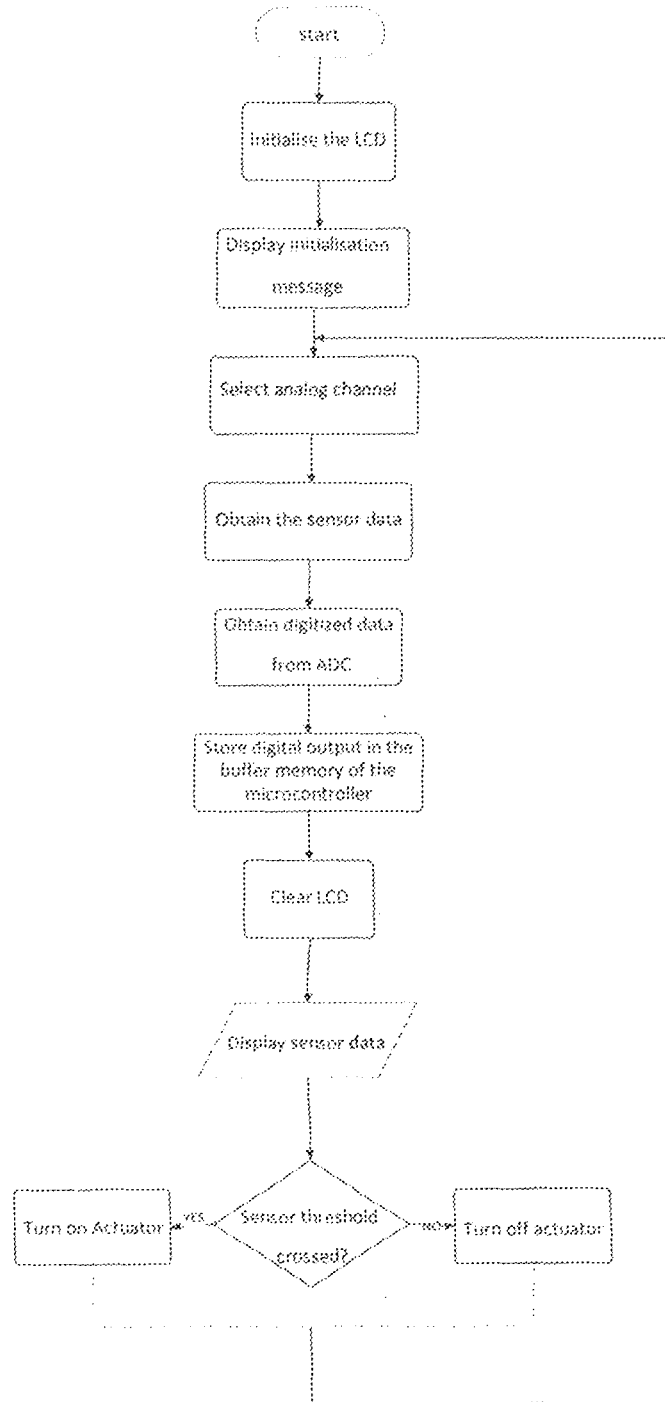 start
Initialise the LCD
Display initialisation
message
Select analog channel
Obtain the sensor data
Obtain digitized data
from ADC
Store digital output in the
buffer memory of the
microcontroller
Clear LCD
Display sensor data
Turn on Actuator
YES
Sensor threshold
crossed?
NO
Turn off actuator